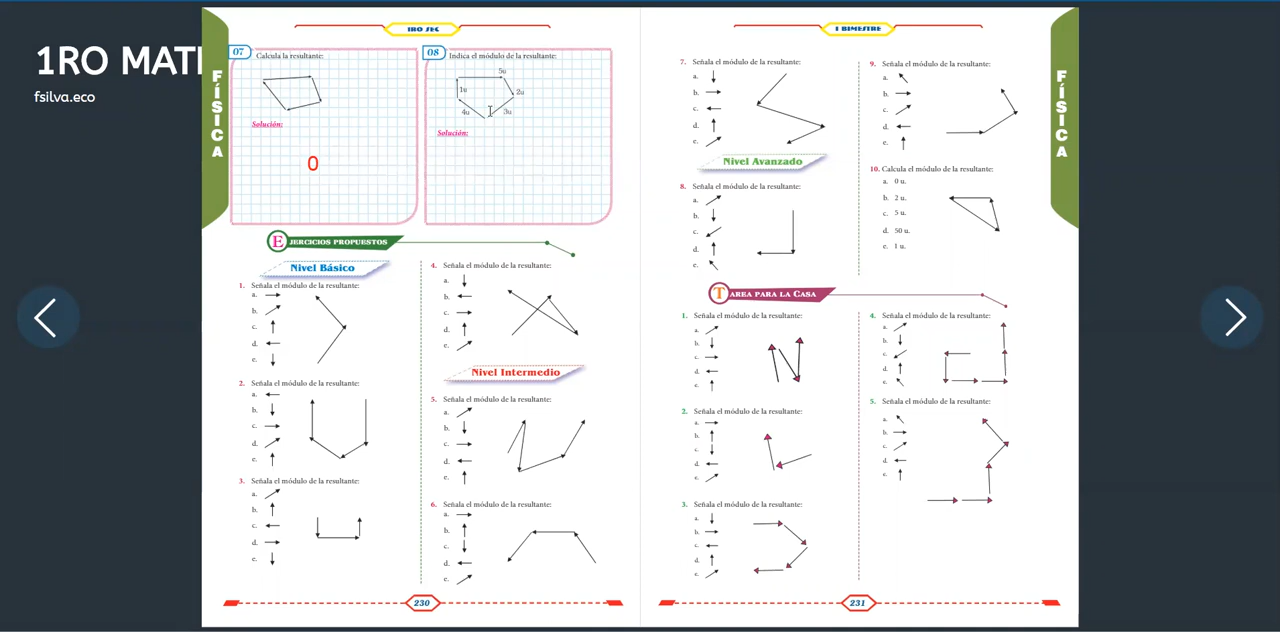 1RO MATE
fsilva.eco
1RO SEC
FÍSICA
07 Calcula la resultante:
Solución:
0
08 Indica el módulo de la resultante:
5u
1u
2u
4u
3u
Solución:
EJERCICIOS PROPUESTOS
Nivel Básico
1. Señala el módulo de la resultante:
a.
b.
c.
d.
e.
2. Señala el módulo de la resultante:
a.
b.
c.
d.
e.
3. Señala el módulo de la resultante:
a.
b.
c.
d.
e.
4. Señala el módulo de la resultante:
a.
b.
c.
d.
e.
Nivel Intermedio
5. Señala el módulo de la resultante:
a.
b.
c.
d.
e.
6. Señala el módulo de la resultante:
a.
b.
c.
d.
e.
230
I BIMESTRE
FÍSICA
7. Señala el módulo de la resultante:
a.
b.
c.
d.
e.
Nivel Avanzado
8. Señala el módulo de la resultante:
a.
b.
c.
d.
e.
9. Señala el módulo de la resultante:
a.
b.
c.
d.
e.
10. Calcula el módulo de la resultante:
a. 0 u.
b. 2 u.
c. 5 u.
d. 50 u.
e. 1 u.
TAREA PARA LA CASA
1. Señala el módulo de la resultante:
a.
b.
c.
d.
e.
2. Señala el módulo de la resultante:
a.
b.
c.
d.
e.
3. Señala el módulo de la resultante:
a.
b.
c.
d.
e.
4. Señala el módulo de la resultante:
a.
b.
c.
d.
e.
5. Señala el módulo de la resultante:
a.
b.
c.
d.
e.
231